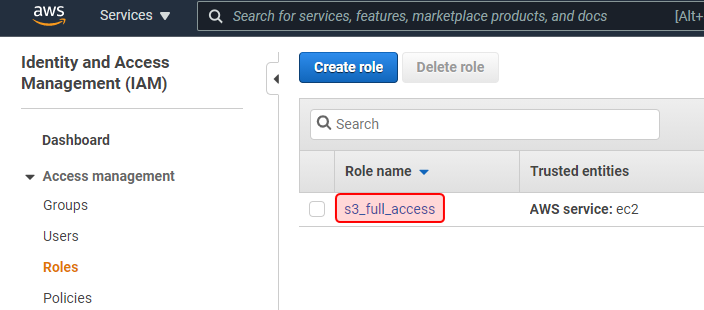 aws Services Search for services, features, marketplace products, and docs [Alt+
Identity and Access
Management (IAM)
Create role Delete role
Dashboard
Search
Access management
Role name Trusted entities
Groups
s3_full_access AWS service: ec2
Users
Roles
Policies